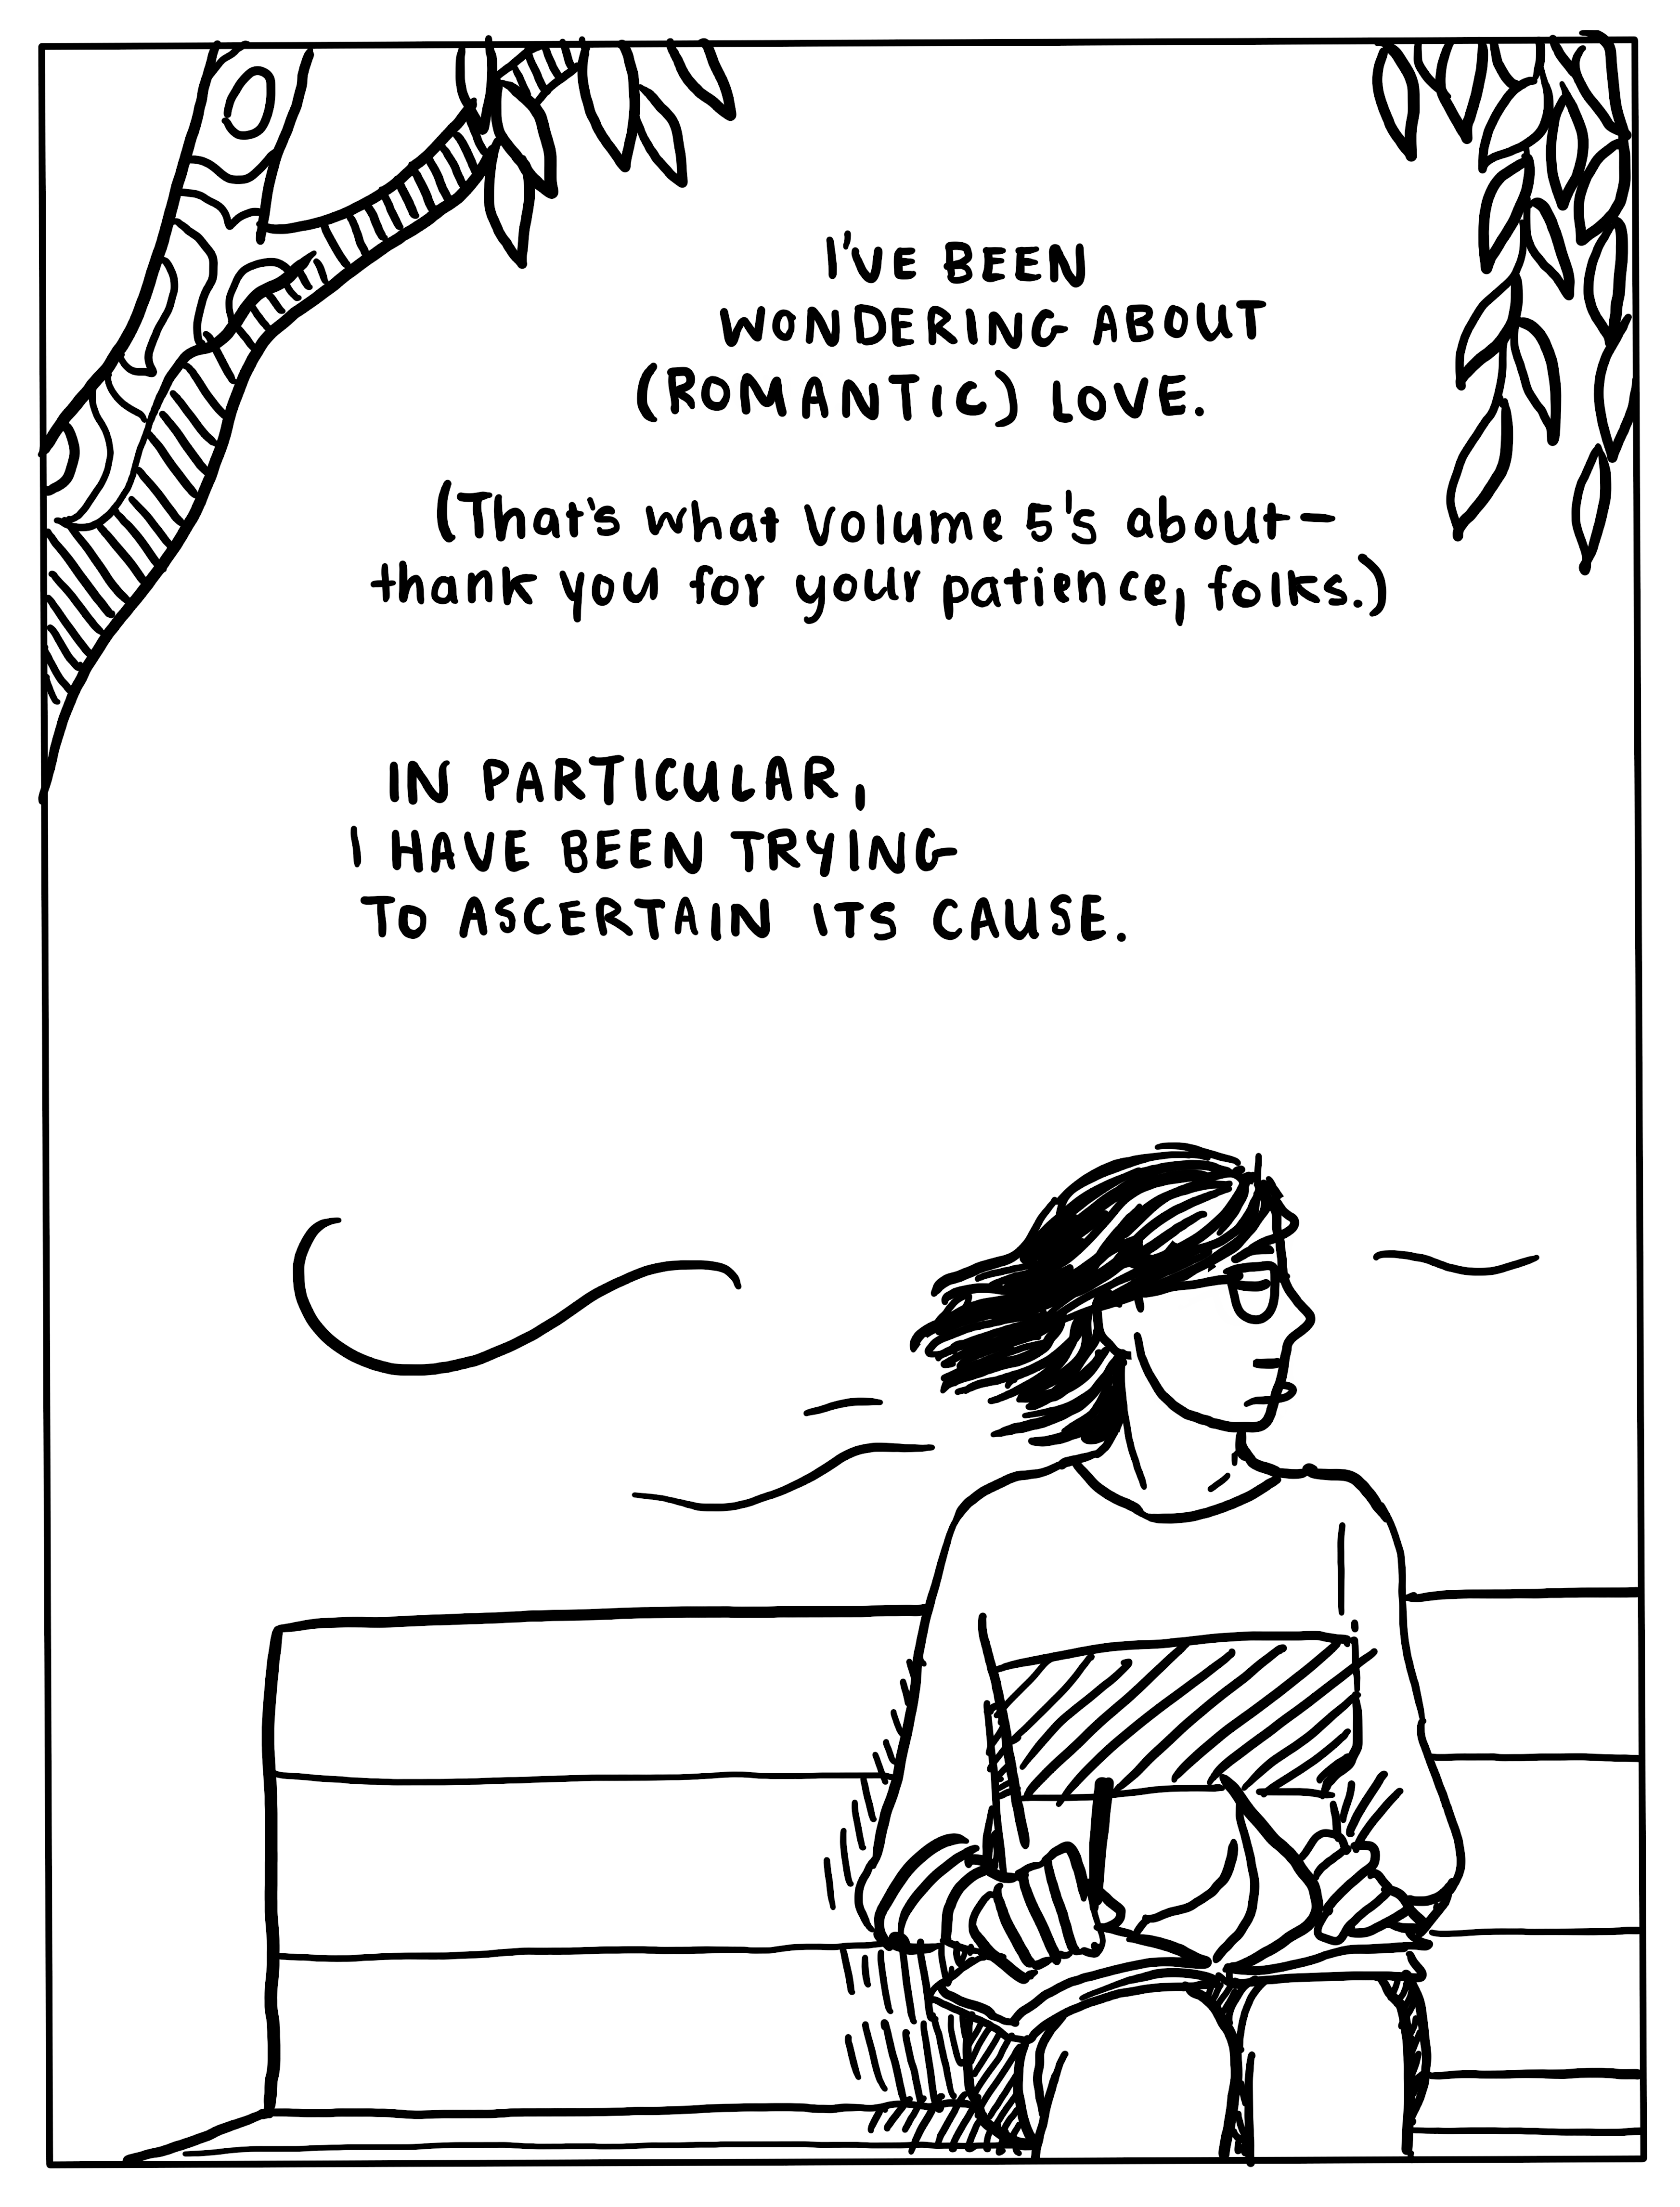 I'VE BEEN
WONDERING ABOUT
(ROMANTIC) LOVE.
(That's what volume 5's about—
thank you for your patience, folks.)
IN PARTICULAR,
I HAVE BEEN TRYING
TO ASCERTAIN ITS CAUSE.